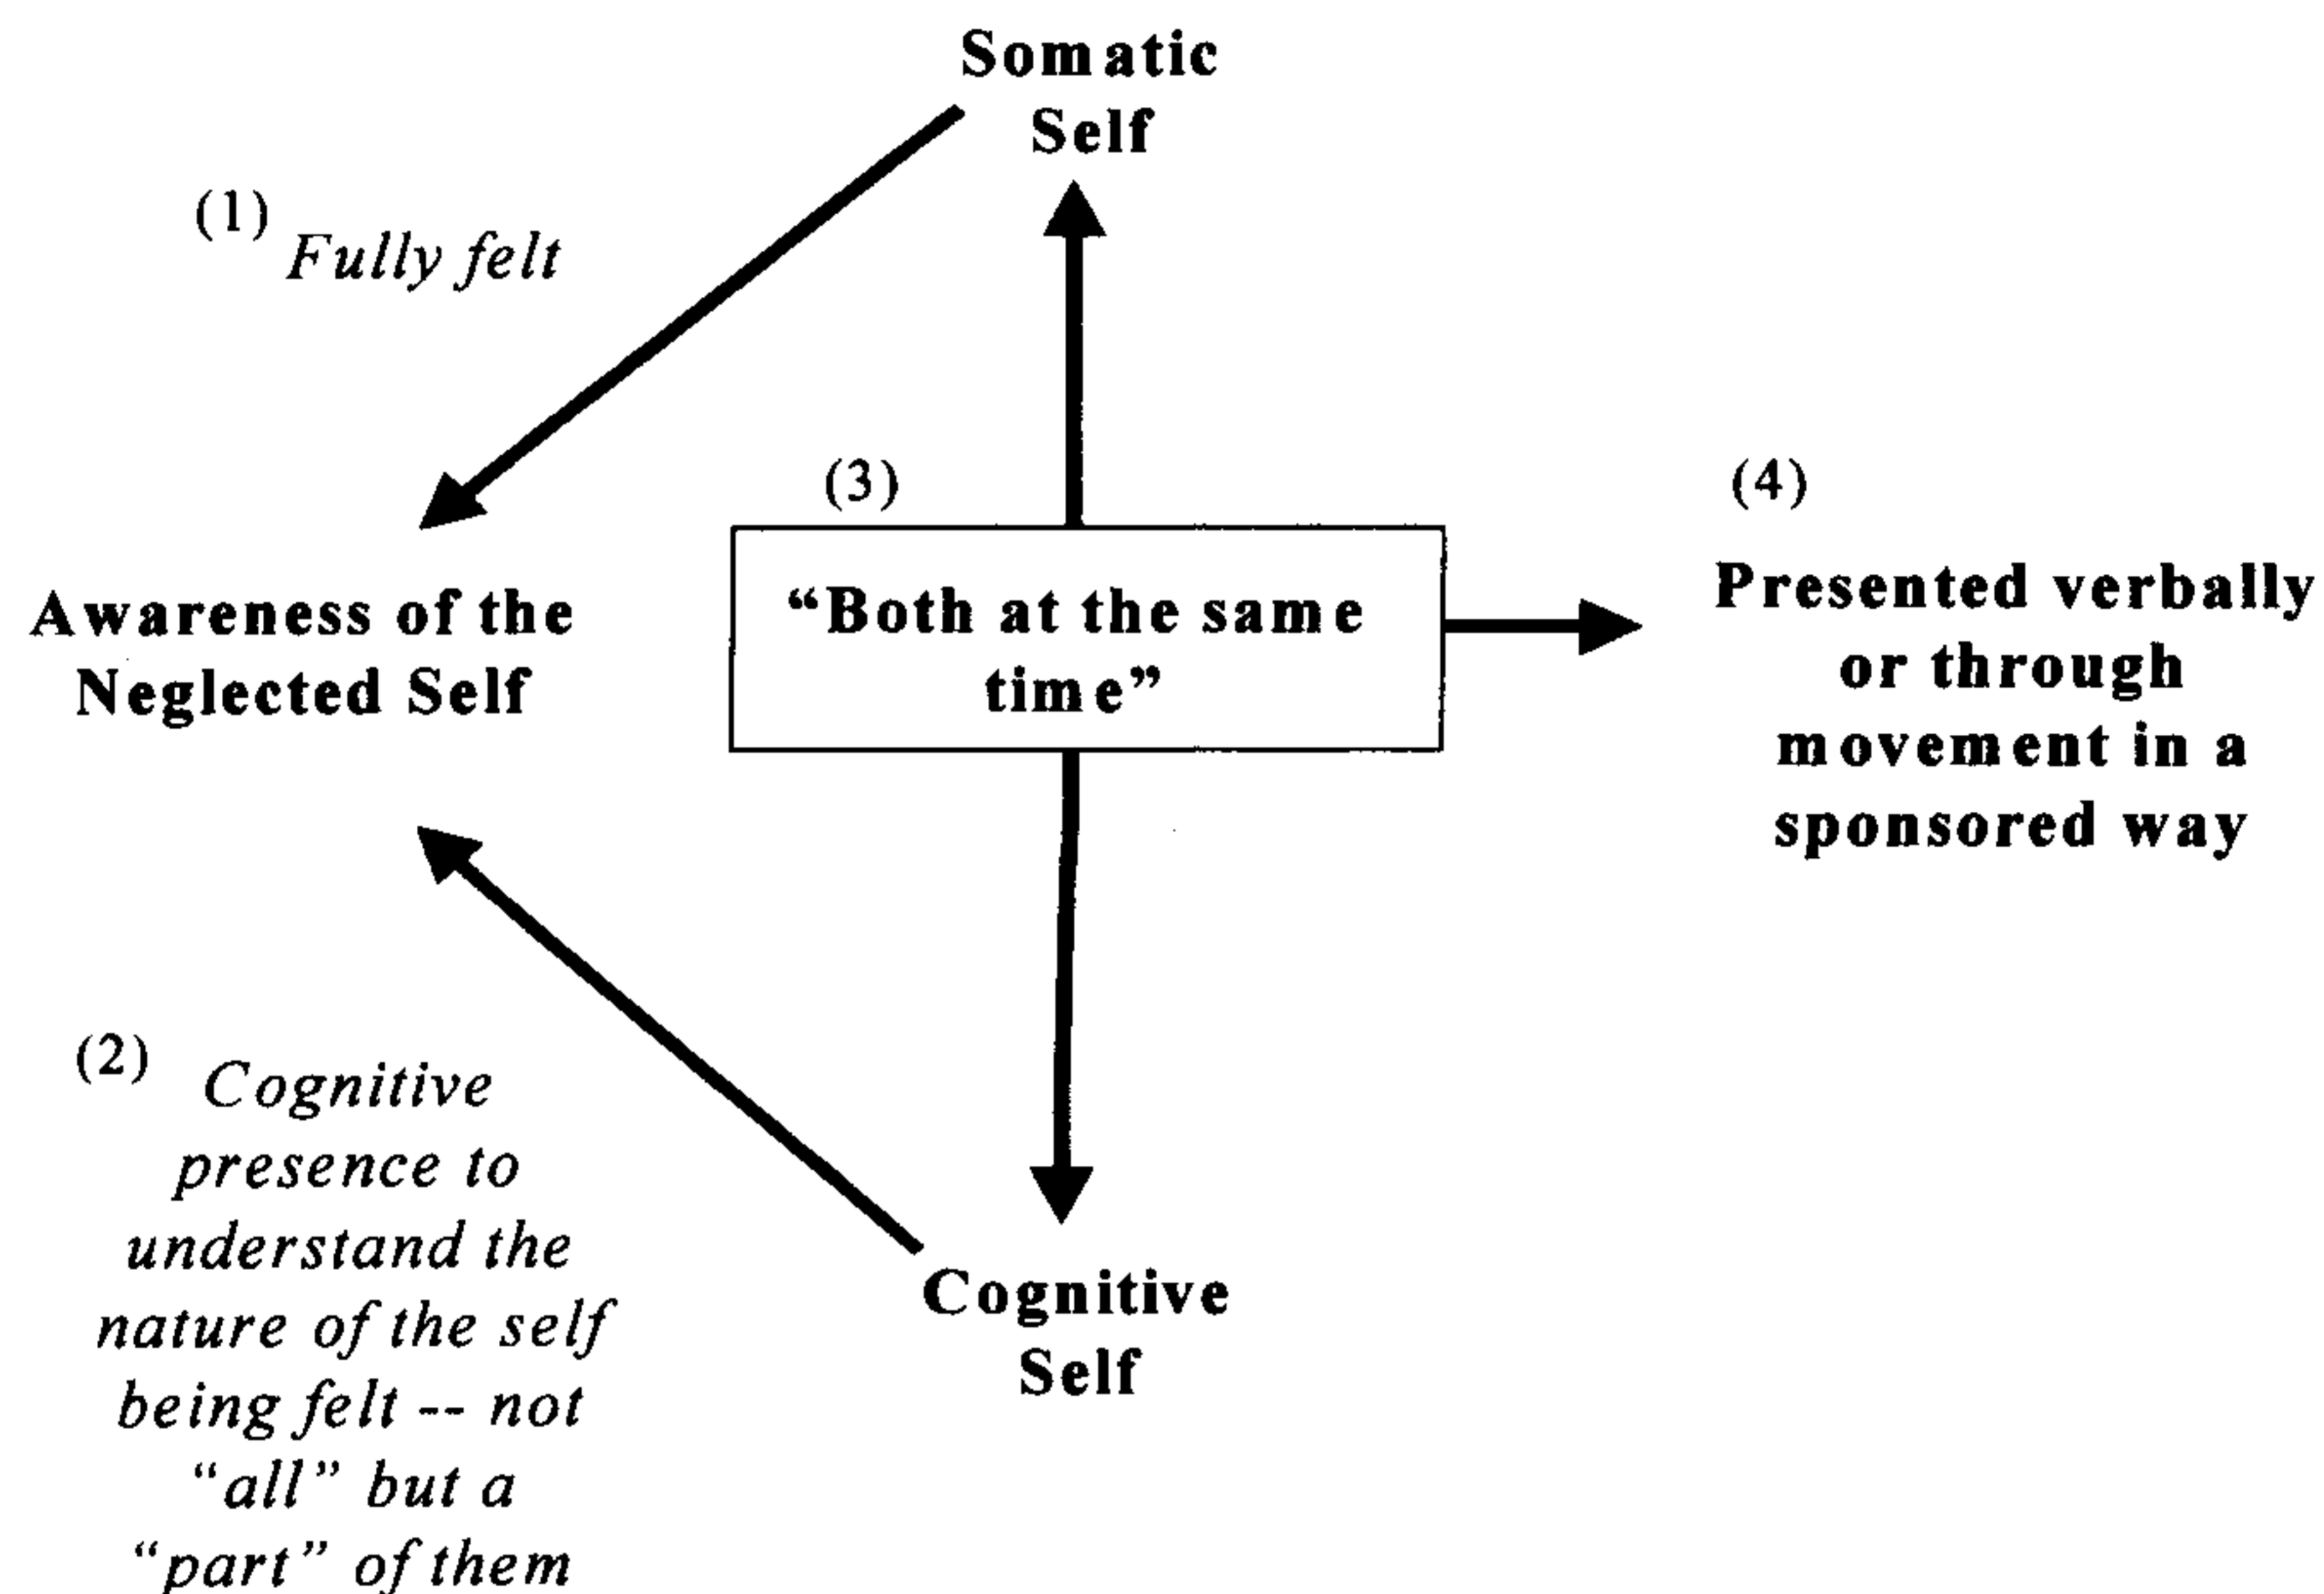 Somatic
Self
(1)
Fully felt
Awareness of the
Neglected Self
(2)
Cognitive
presence to
understand the
nature of the self
being felt -- not
“all” but a
“part” of them
(3)
“Both at the same
time”
Cognitive
Self
(4)
Presented verbally
or through
movement in a
sponsored way